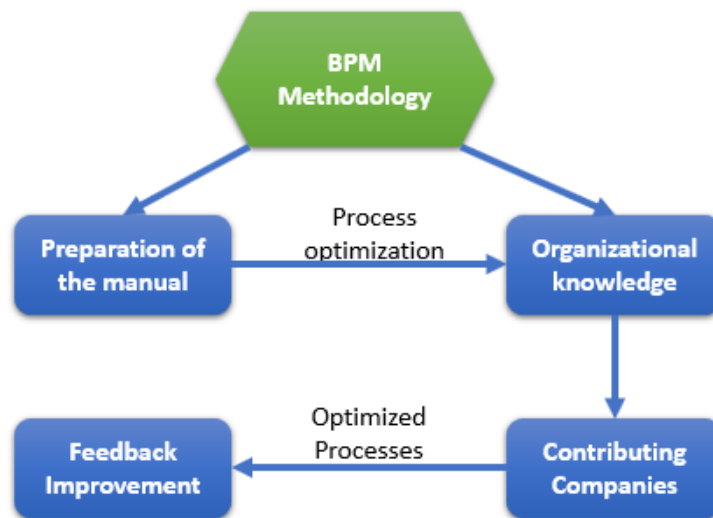 BPM
Methodology
Preparation of
the manual
Process
optimization
Organizational
knowledge
Feedback
Improvement
Optimized
Processes
Contributing
Companies